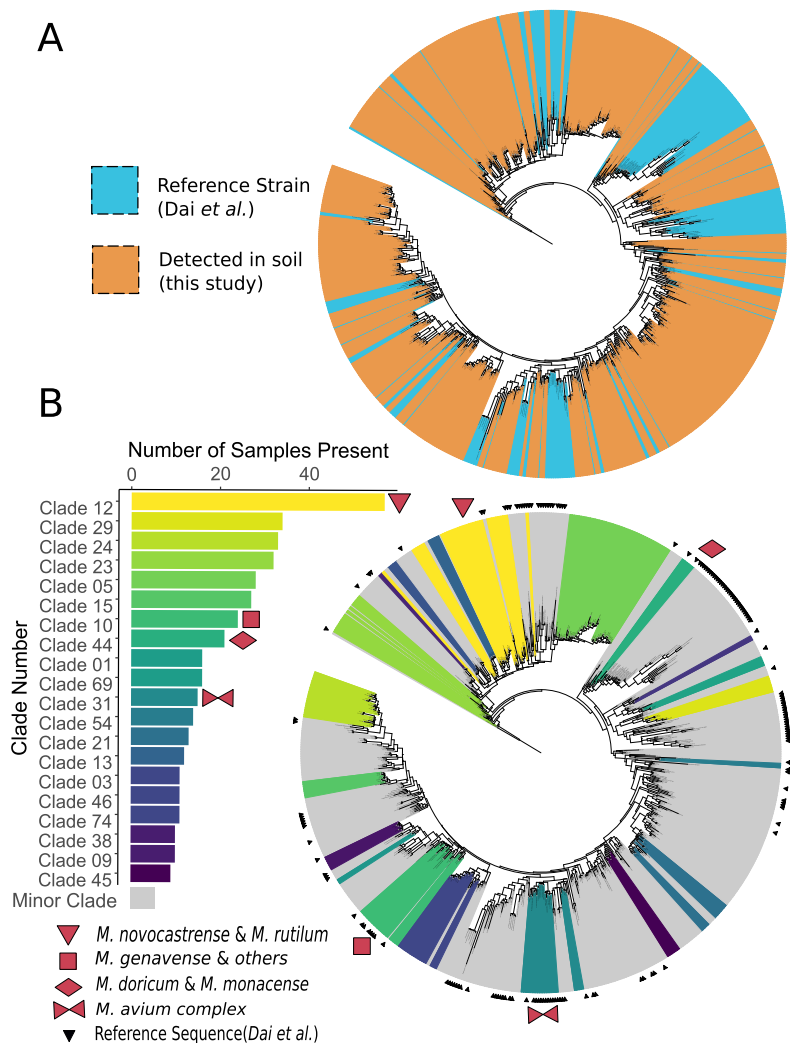 A
Reference Strain
(Dai et al.)
Detected in soil
(this study)
B
Number of Samples Present
0 20 40
Clade Number
Clade 12
Clade 29
Clade 24
Clade 23
Clade 05
Clade 15
Clade 10
Clade 44
Clade 01
Clade 69
Clade 31
Clade 54
Clade 21
Clade 13
Clade 03
Clade 46
Clade 74
Clade 38
Clade 09
Clade 45
Minor Clade
M. novocastrense & M. rutilum
M. genavense & others
M. doricum & M. monacense
M. avium complex
Reference Sequence(Dai et al.)